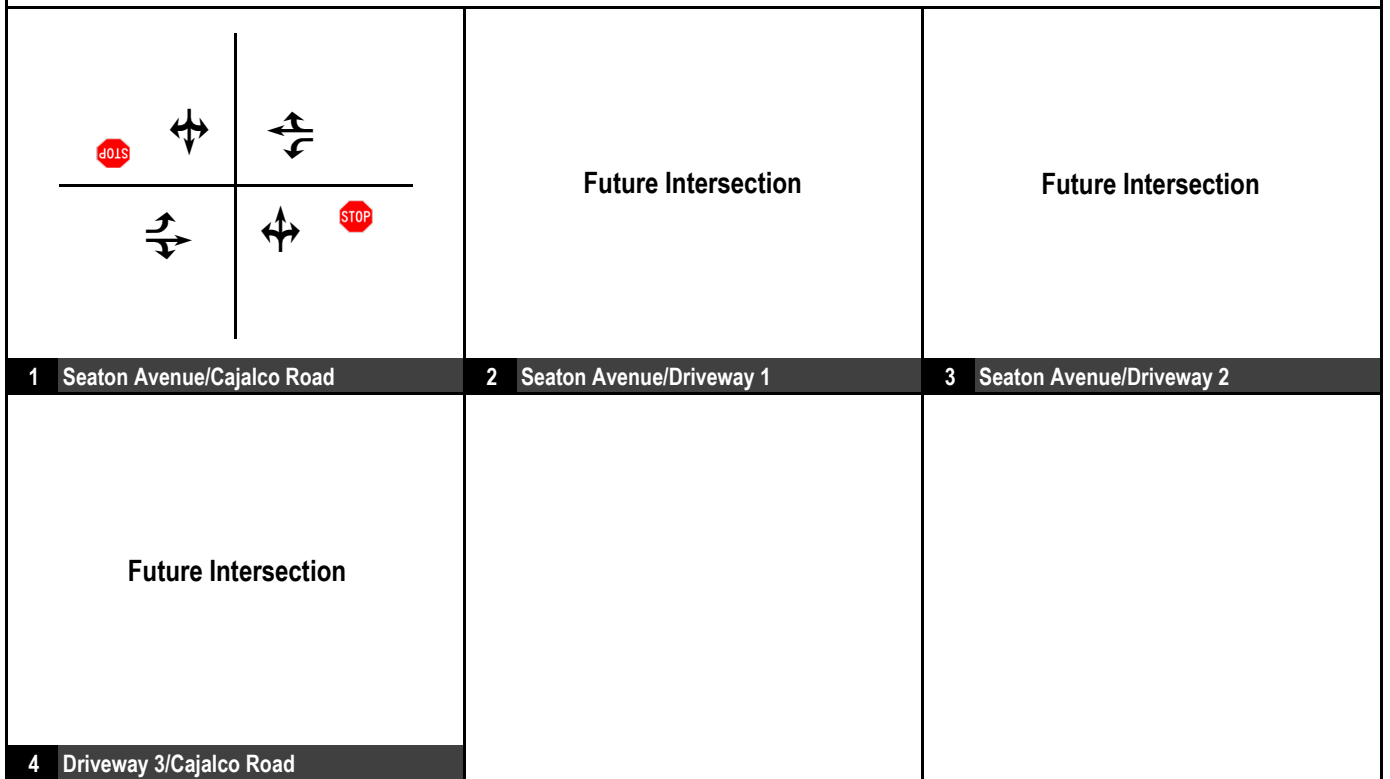 STOP
STOP
Future Intersection
Future Intersection
1 Seaton Avenue/Cajalco Road
2 Seaton Avenue/Driveway 1
3 Seaton Avenue/Driveway 2
Future Intersection
4 Driveway 3/Cajalco Road